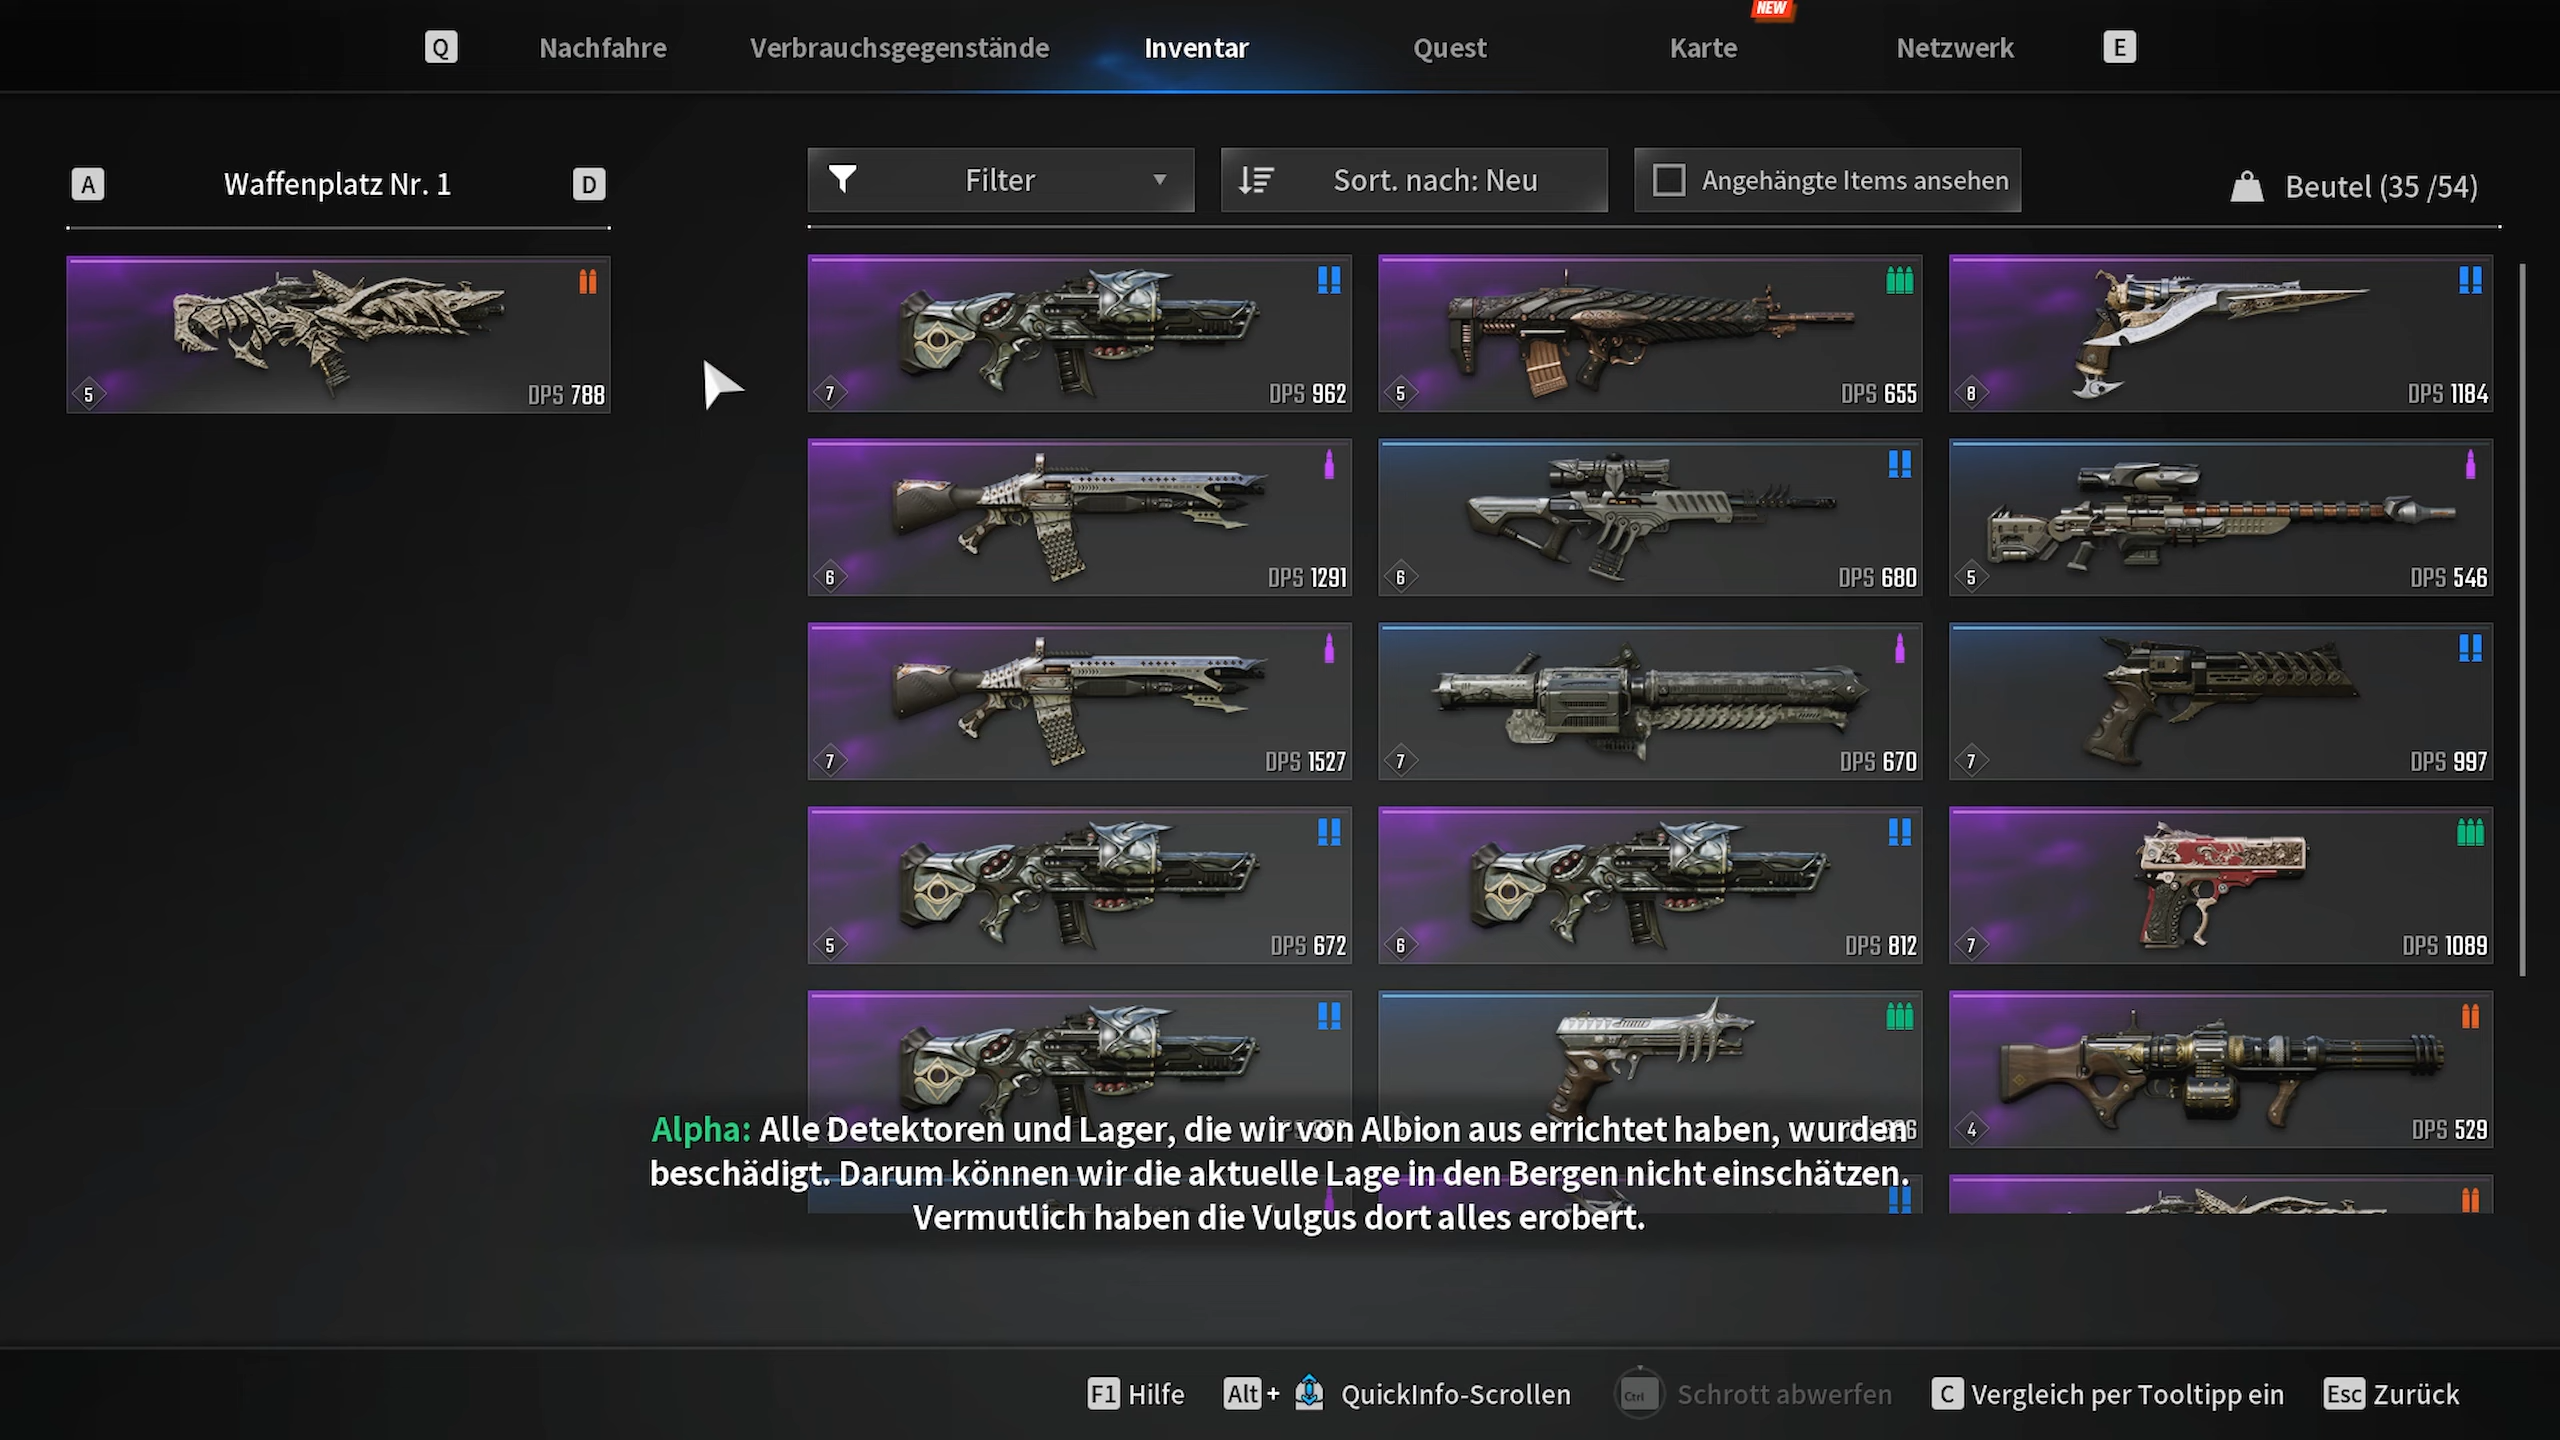 NEW
Q Nachfahre Verbrauchsgegenstände Inventar Quest Karte Netzwerk E
A Waffenplatz Nr. 1 D
Filter Sort. nach: Neu Angehängte Items ansehen Beutel (35 /54)
5 DPS 788
7 DPS 962
5 DPS 655
8 DPS 1184
6 DPS 1291
6 DPS 680
5 DPS 546
7 DPS 1527
7 DPS 670
7 DPS 997
5 DPS 672
6 DPS 812
7 DPS 1089
4 DPS 529
Alpha: Alle Detektoren und Lager, die wir von Albion aus errichtet haben, wurden
beschädigt. Darum können wir die aktuelle Lage in den Bergen nicht einschätzen.
Vermutlich haben die Vulgus dort alles erobert.
F1 Hilfe Alt + QuickInfo-Scrollen Ctrl Schrott abwerfen C Vergleich per Tooltipp ein Esc Zurück